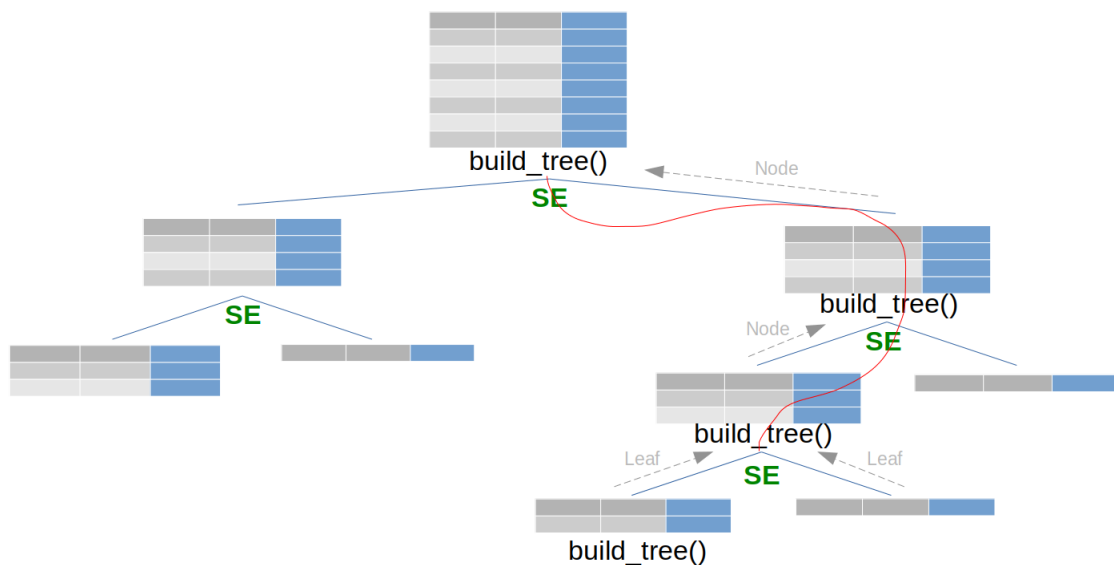 build_tree()
Node
SE
build_tree()
SE
Node
SE
build_tree()
Leaf
Leaf
SE
build_tree()